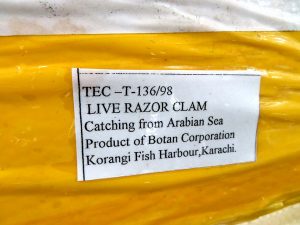 TEC –T-136/98
LIVE RAZOR CLAM
Catching from Arabian Sea
Product of Botan Corporation
Korangi Fish Harbour,Karachi.